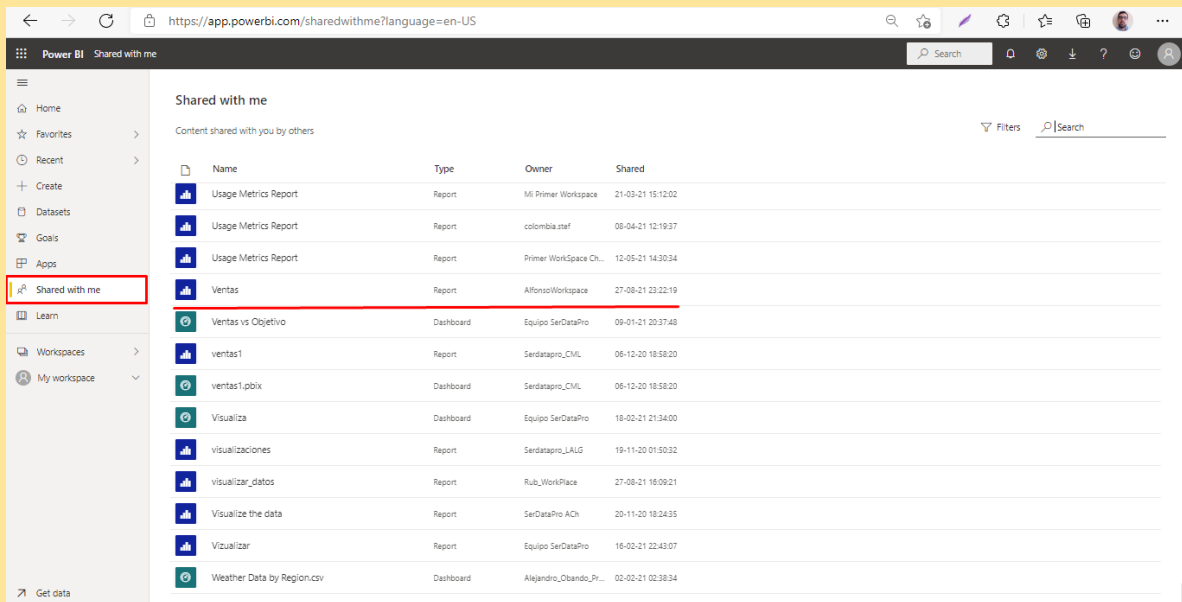 https://app.powerbi.com/sharedwithme?language=en-US
Power BI Shared with me
Search
Home
Favorites
Recent
Create
Datasets
Goals
Apps
Shared with me
Learn
Workspaces
My workspace
Get data
Shared with me
Content shared with you by others
Filters
Search
Name Type Owner Shared
Usage Metrics Report Report Mi Primer Workspace 21-03-21 15:12:02
Usage Metrics Report Report colombia.stef 08-04-21 12:19:37
Usage Metrics Report Report Primer WorkSpace Ch... 12-05-21 14:30:34
Ventas Report AlfonsoWorkspace 27-08-21 23:22:19
Ventas vs Objetivo Dashboard Equipo SerDataPro 09-01-21 20:37:48
ventas1 Report Serdatapro_CML 06-12-20 18:58:20
ventas1.pbix Dashboard Serdatapro_CML 06-12-20 18:58:20
Visualiza Dashboard Equipo SerDataPro 18-02-21 21:34:00
visualizaciones Report Serdatapro_LALG 19-11-20 01:50:32
visualizar_datos Report Rub_WorkPlace 27-08-21 16:09:21
Visualize the data Report SerDataPro ACh 20-11-20 18:24:35
Vizualizar Report Equipo SerDataPro 16-02-21 22:43:07
Weather Data by Region.csv Dashboard Alejandro_Obando_Pr... 02-02-21 02:38:34